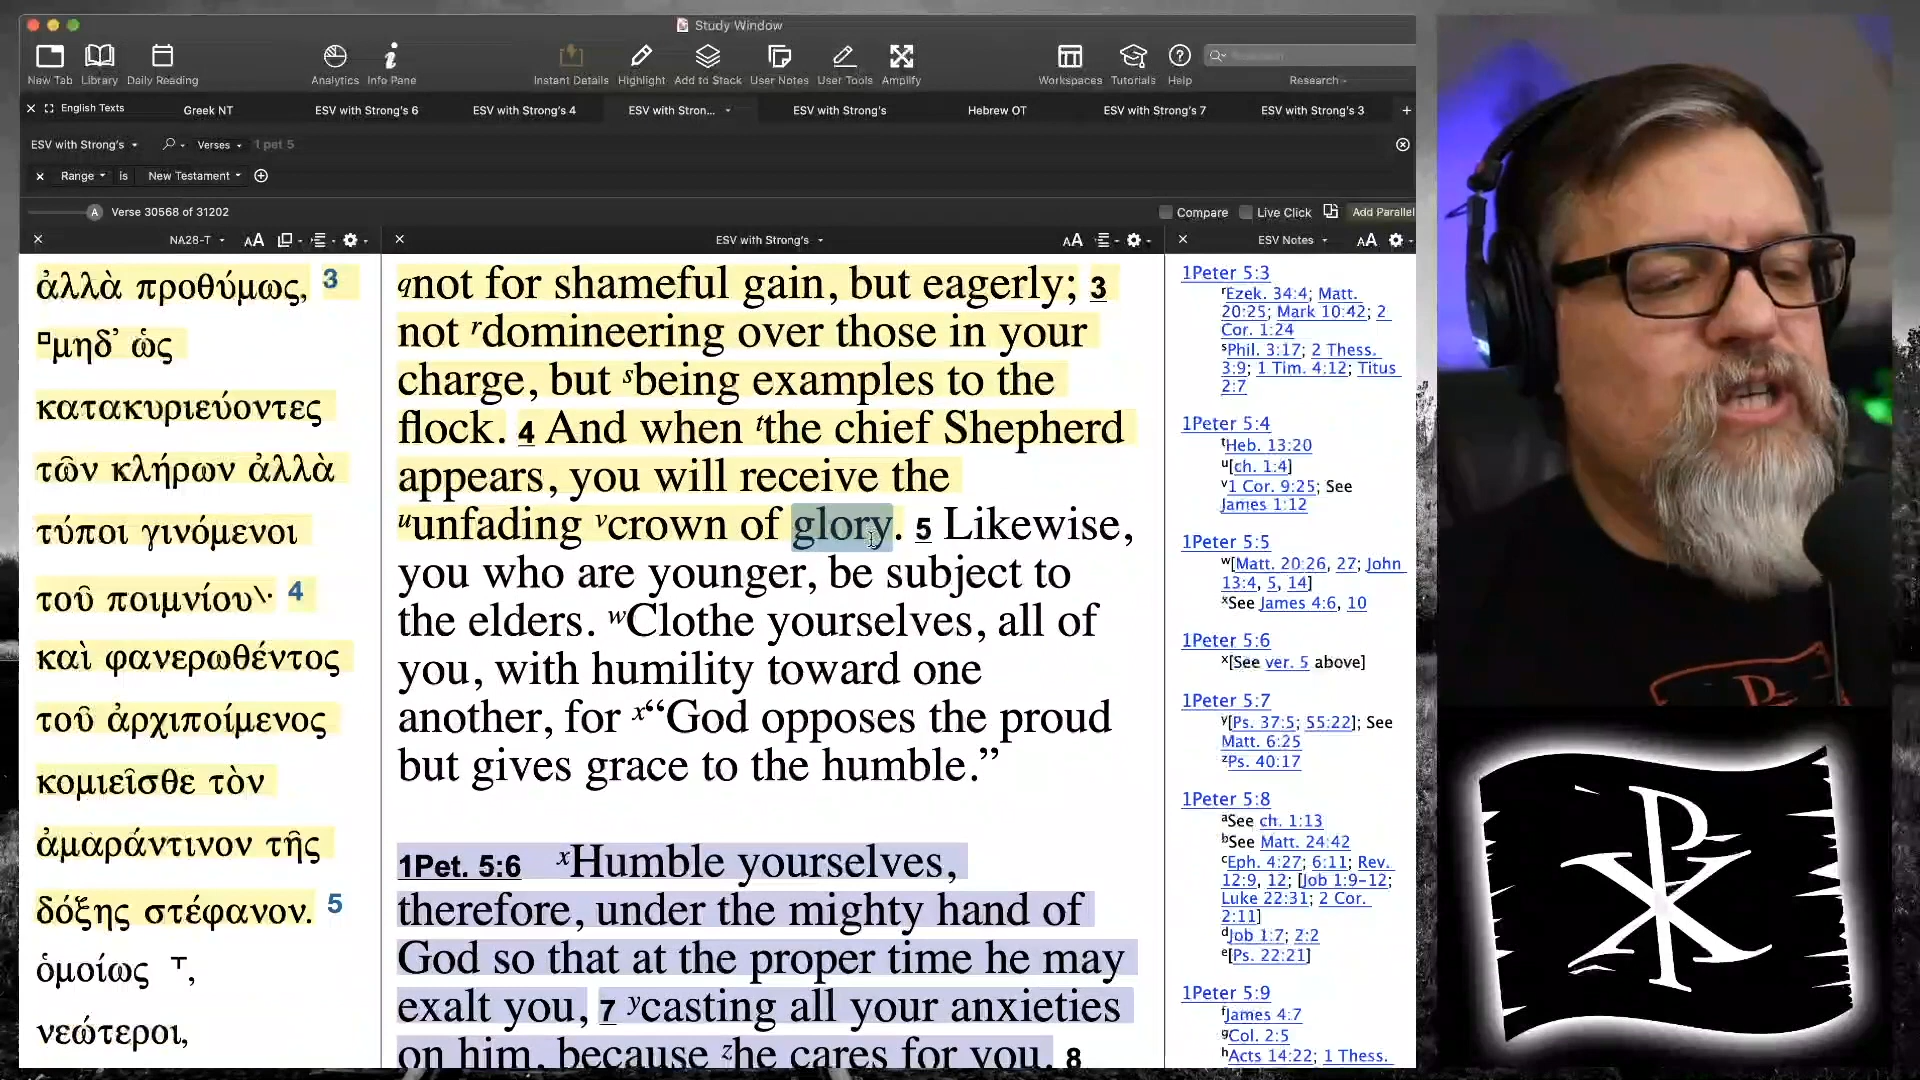 Study Window
New Tab Library Daily Reading Analytics Info Pane Instant Details Highlight Add to Stack User Notes User Tools Amplify Workspaces Tutorials Help Research
English Texts Greek NT ESV with Strong's 6 ESV with Strong's 4 ESV with Stron... ESV with Strong's Hebrew OT ESV with Strong's 7 ESV with Strong's 3 +
ESV with Strong's Verses 1 pet 5
Range is New Testament
A Verse 30568 of 31202 Compare Live Click Add Parallel
NA28-T AA ESV with Strong's AA ESV Notes AA
ἀλλὰ προθύμως, 3
▫μηδʼ ὡς
κατακυριεύοντες
τῶν κλήρων ἀλλὰ
τύποι γινόμενοι
τοῦ ποιμνίου⸌· 4
καὶ φανερωθέντος
τοῦ ἀρχιποίμενος
κομιεῖσθε τὸν
ἀμαράντινον τῆς
δόξης στέφανον. 5
ὁμοίως ⸆,
νεώτεροι,
qnot for shameful gain, but eagerly; 3
not rdomineering over those in your
charge, but sbeing examples to the
flock. 4 And when tthe chief Shepherd
appears, you will receive the
uunfading vcrown of glory. 5 Likewise,
you who are younger, be subject to
the elders. wClothe yourselves, all of
you, with humility toward one
another, for x“God opposes the proud
but gives grace to the humble.”
1Pet. 5:6 xHumble yourselves,
therefore, under the mighty hand of
God so that at the proper time he may
exalt you, 7 ycasting all your anxieties
on him, because zhe cares for you. 8
1Peter 5:3
rEzek. 34:4; Matt.
20:25; Mark 10:42; 2
Cor. 1:24
sPhil. 3:17; 2 Thess.
3:9; 1 Tim. 4:12; Titus
2:7
1Peter 5:4
tHeb. 13:20
u[ch. 1:4]
v1 Cor. 9:25; See
James 1:12
1Peter 5:5
w[Matt. 20:26, 27; John
13:4, 5, 14]
xSee James 4:6, 10
1Peter 5:6
x[See ver. 5 above]
1Peter 5:7
y[Ps. 37:5; 55:22]; See
Matt. 6:25
zPs. 40:17
1Peter 5:8
aSee ch. 1:13
bSee Matt. 24:42
cEph. 4:27; 6:11; Rev.
12:9, 12; [Job 1:9–12;
Luke 22:31; 2 Cor.
2:11]
dJob 1:7; 2:2
e[Ps. 22:21]
1Peter 5:9
fJames 4:7
gCol. 2:5
hActs 14:22; 1 Thess.